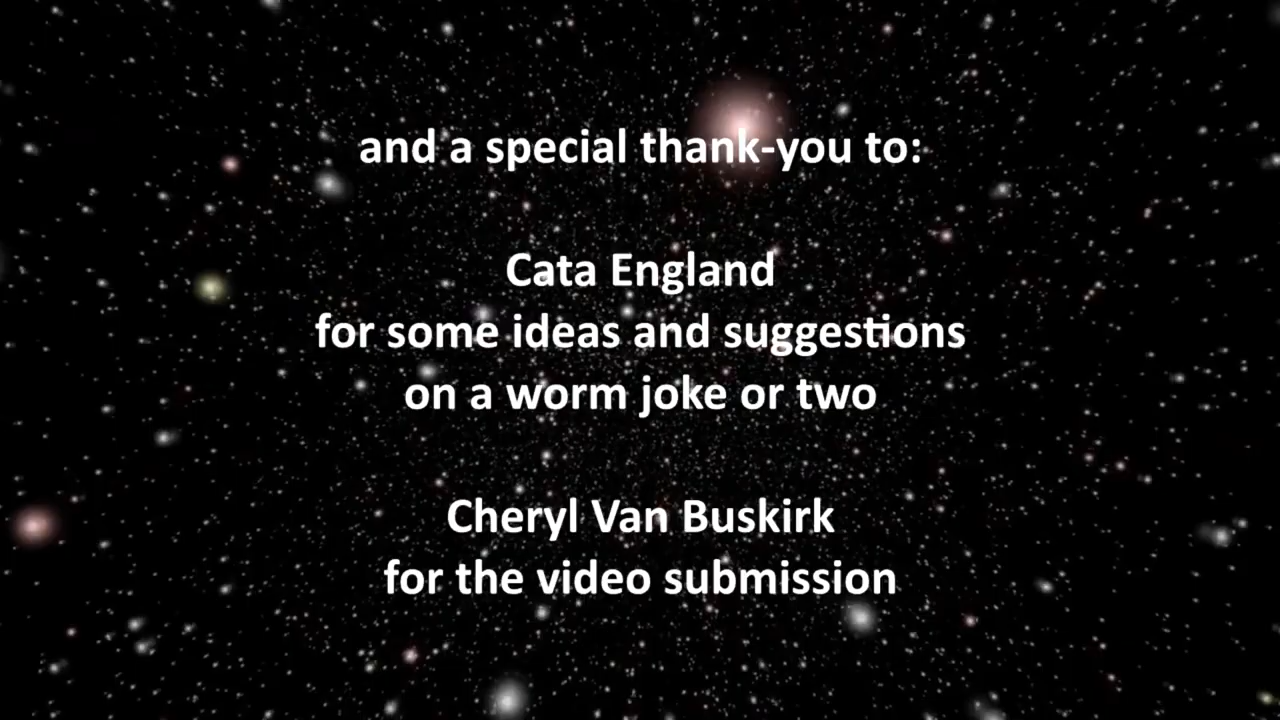 and a special thank-you to:
Cata England
for some ideas and suggestions
on a worm joke or two
Cheryl Van Buskirk
for the video submission